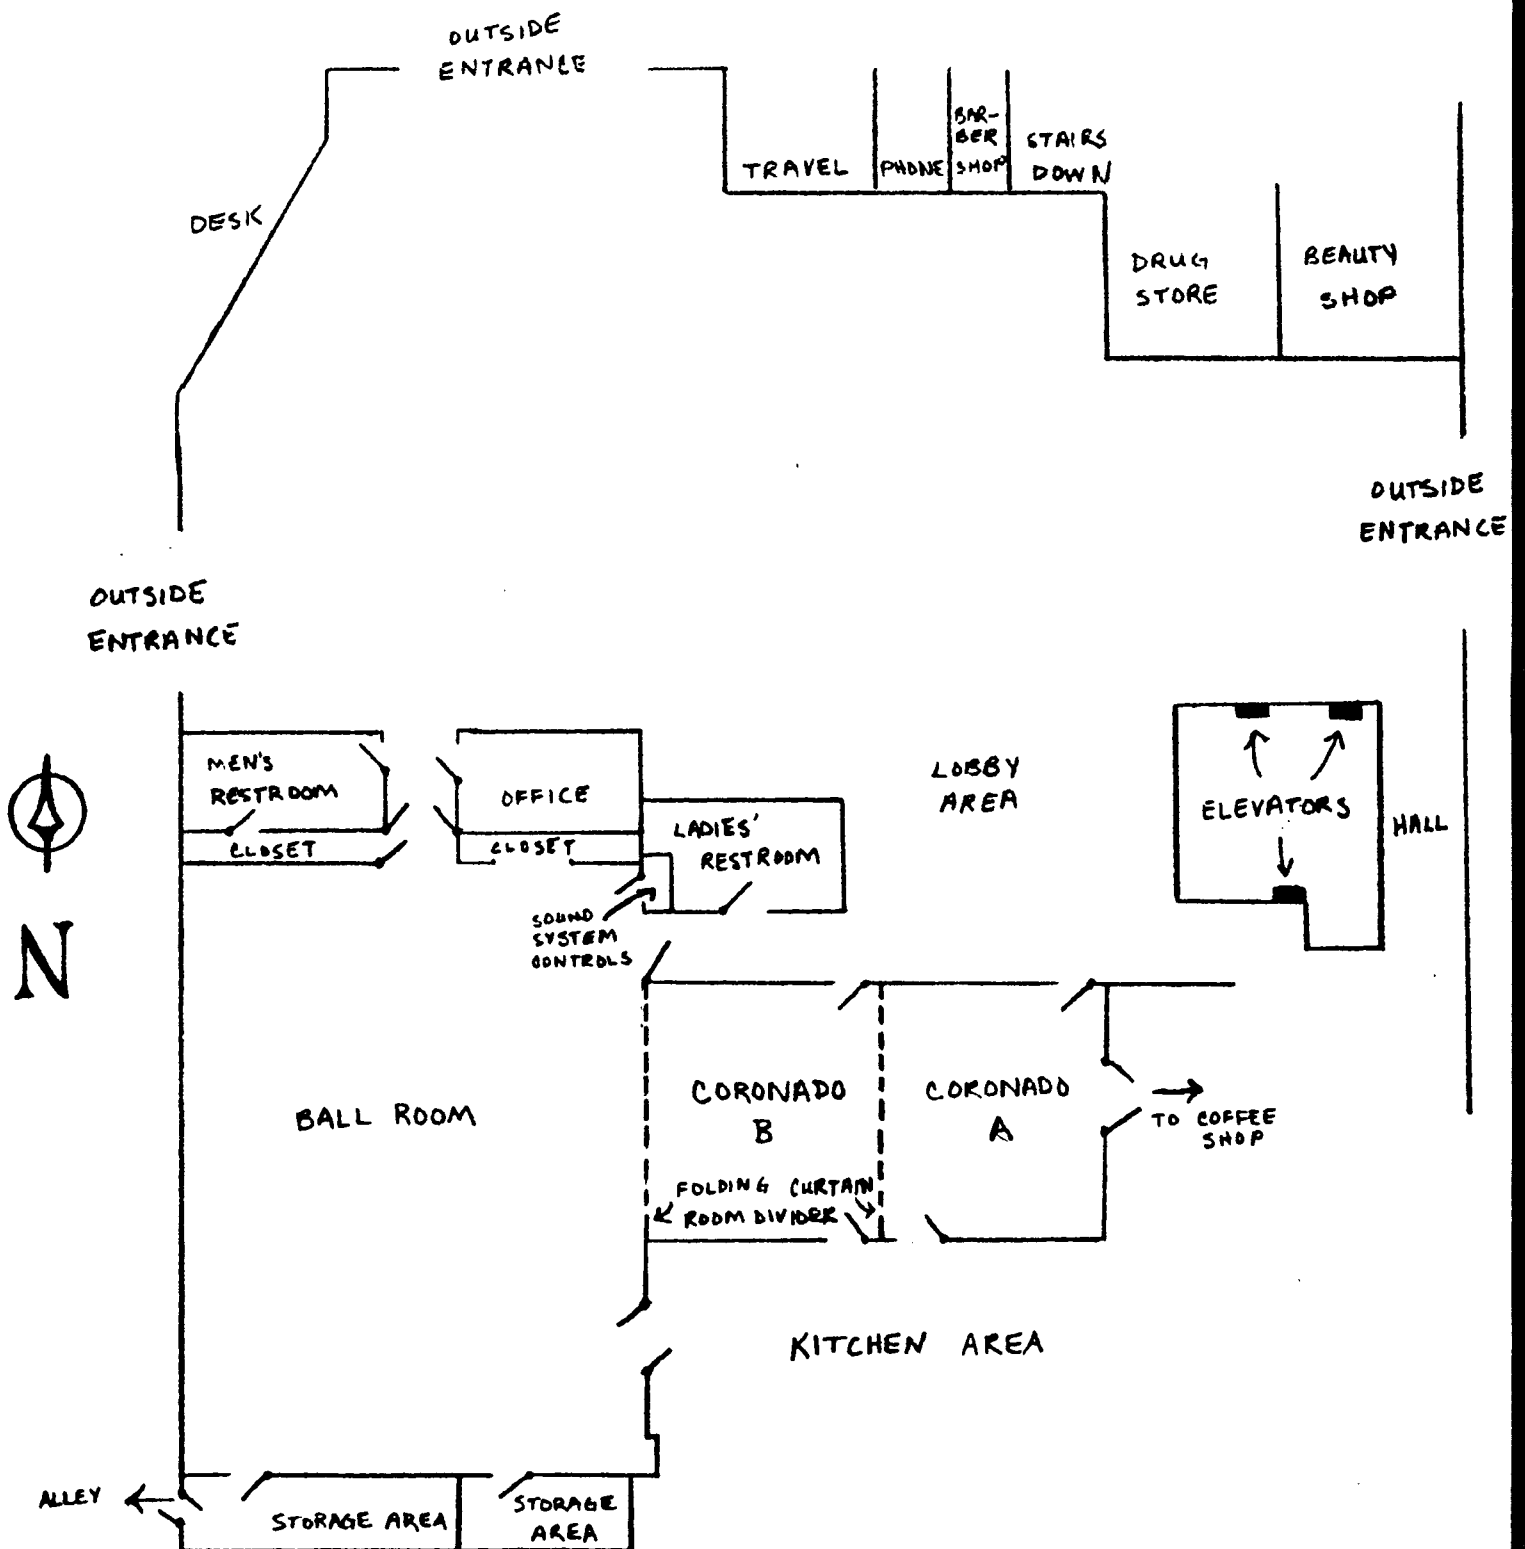 OUTSIDE
ENTRANCE
DESK
TRAVEL
PHONE
BAR-
BER
SHOP
STAIRS
DOWN
DRUG
STORE
BEAUTY
SHOP
OUTSIDE
ENTRANCE
OUTSIDE
ENTRANCE
MEN'S
RESTROOM
CLOSET
OFFICE
CLOSET
LADIES'
RESTROOM
SOUND
SYSTEM
CONTROLS
LOBBY
AREA
ELEVATORS
HALL
N
BALL ROOM
CORONADO
B
CORONADO
A
TO COFFEE
SHOP
FOLDING CURTAIN
ROOM DIVIDER
KITCHEN AREA
ALLEY
STORAGE AREA
STORAGE
AREA